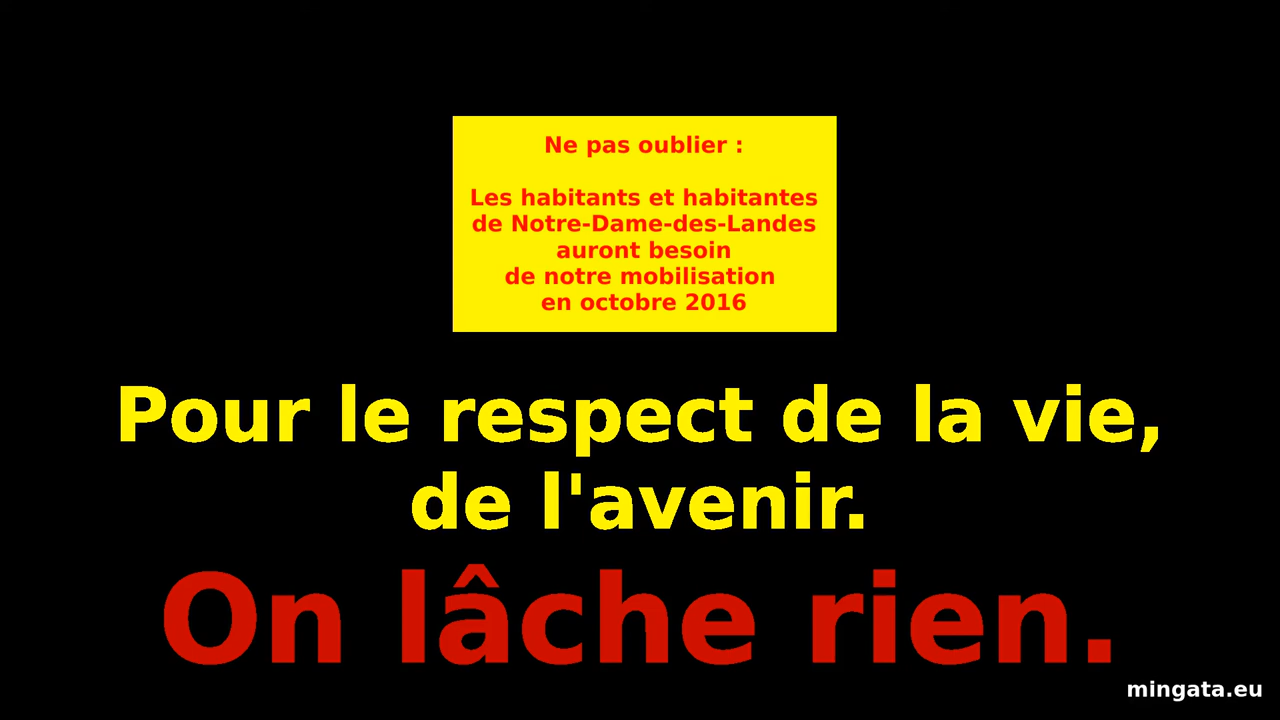 Ne pas oublier :
Les habitants et habitantes
de Notre-Dame-des-Landes
auront besoin
de notre mobilisation
en octobre 2016
Pour le respect de la vie,
de l'avenir.
On lâche rien.
mingata.eu